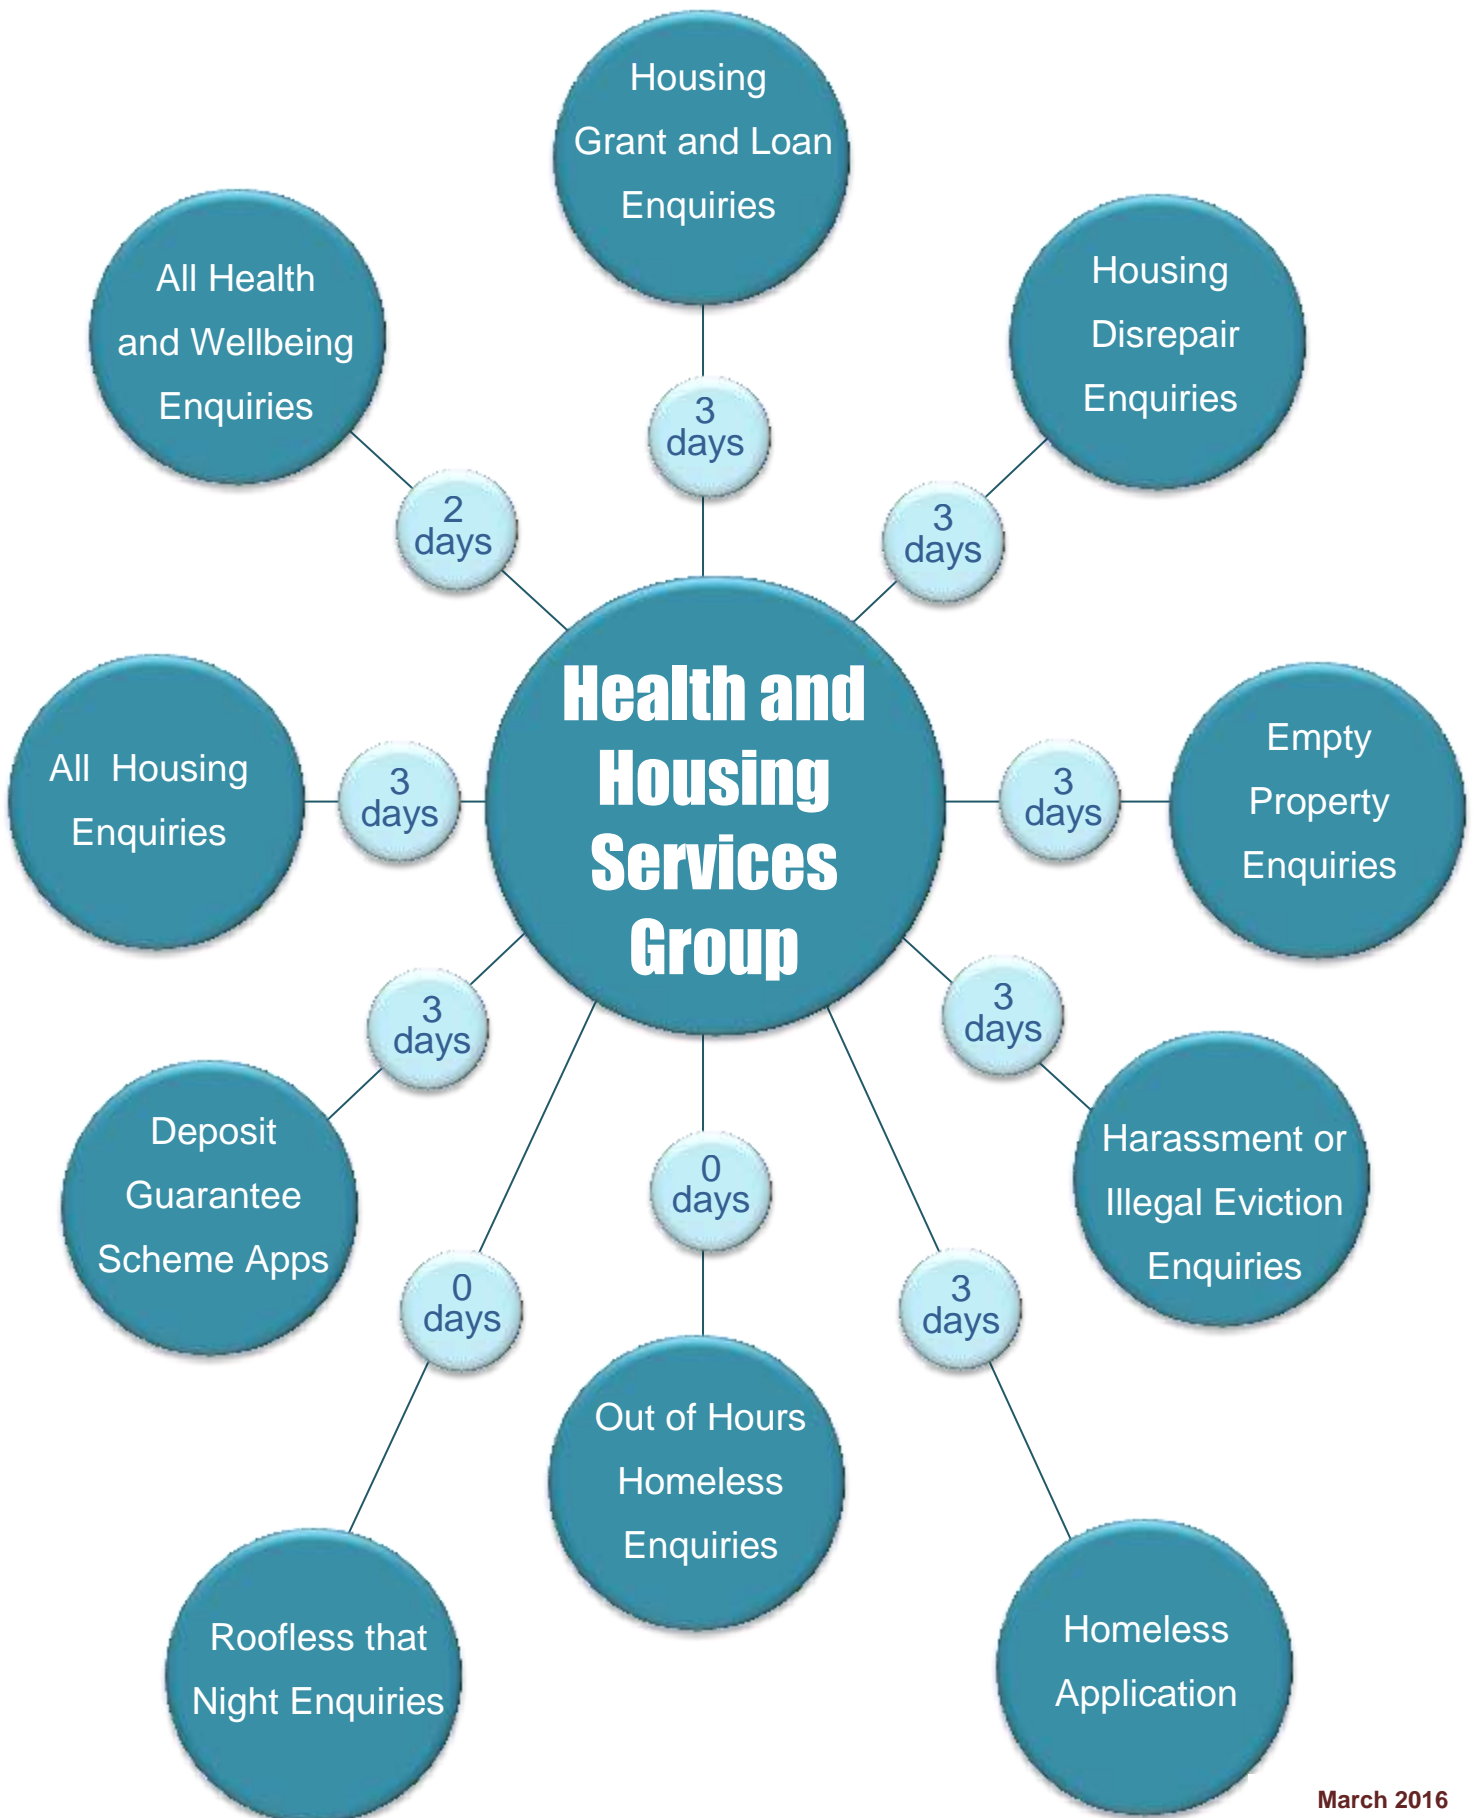 Housing
Grant and Loan
Enquiries
All Health
and Wellbeing
Enquiries
Housing
Disrepair
Enquiries
3
days
2
days
3
days
Health and
Housing
Services
Group
All Housing
Enquiries
3
days
3
days
Empty
Property
Enquiries
3
days
3
days
Deposit
Guarantee
Scheme Apps
0
days
Harassment or
Illegal Eviction
Enquiries
0
days
3
days
Out of Hours
Homeless
Enquiries
Roofless that
Night Enquiries
Homeless
Application
March 2016